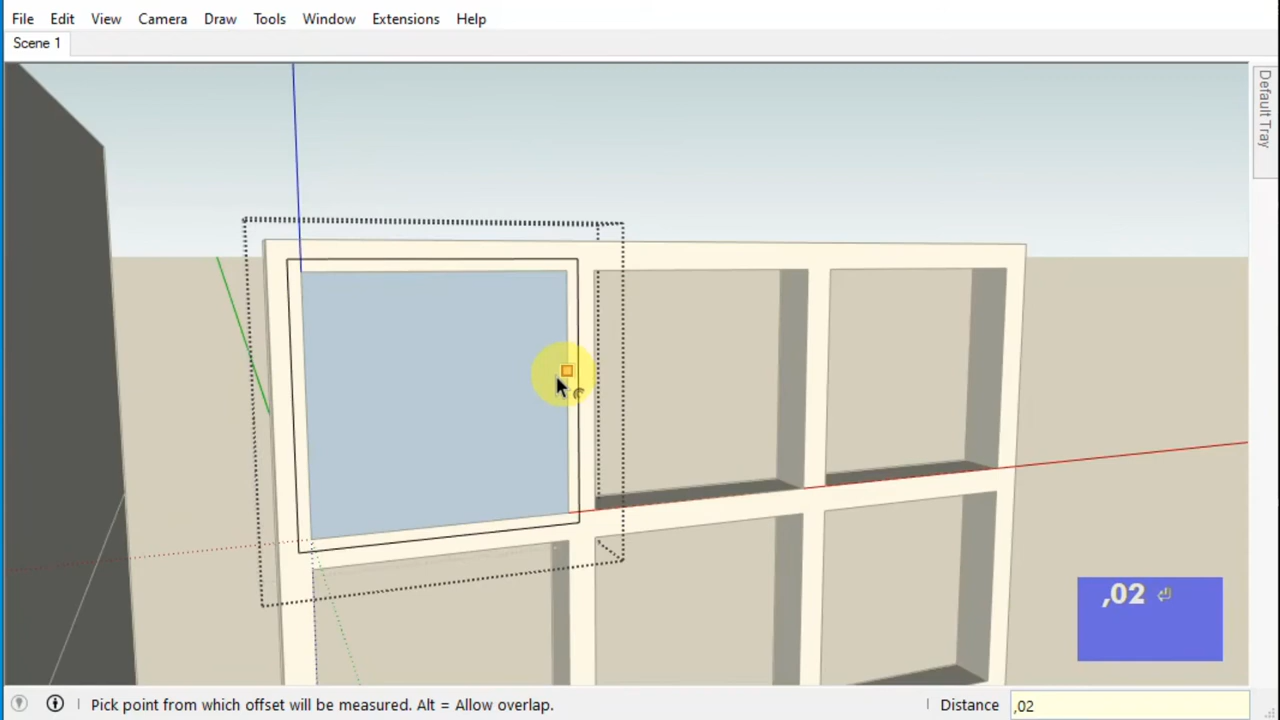 File Edit View Camera Draw Tools Window Extensions Help
Scene 1
Default Tray
,02 ⏎
Pick point from which offset will be measured. Alt = Allow overlap.
Distance ,02